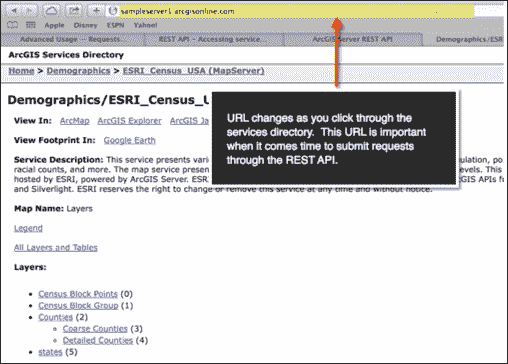 sampleserver1.arcgisonline.com
Apple Disney ESPN Yahoo!
Advanced Usage — Requests... REST API - Accessing service... ArcGIS Server REST API Demographics/ESRI_Cens
ArcGIS Services Directory
Home > Demographics > ESRI_Census_USA (MapServer)
Demographics/ESRI_Census_U
View In: ArcMap ArcGIS Explorer ArcGIS Ja
View Footprint In: Google Earth
URL changes as you click through the
services directory. This URL is important
when it comes time to submit requests
through the REST API.
Service Description: This service presents vari ulation, po
racial counts, and more. The map service presen evels. This
hosted by ESRI, powered by ArcGIS Server. ESRI GIS APIs f
and Silverlight. ESRI reserves the right to change or remove this service at any time and without notice.
Map Name: Layers
Legend
All Layers and Tables
Layers:
• Census Block Points (0)
• Census Block Group (1)
• Counties (2)
Coarse Counties (3)
Detailed Counties (4)
• states (5)